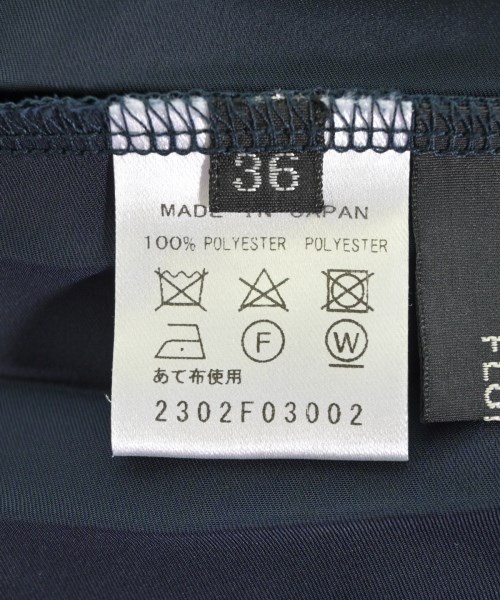 36
MADE IN JAPAN
100% POLYESTER POLYESTER
F W
あて布使用
2302F03002